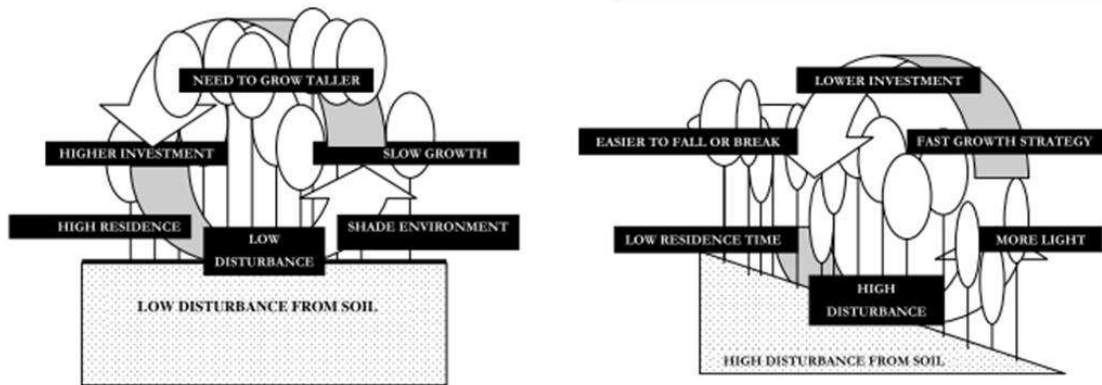 NEED TO GROW TALLER
HIGHER INVESTMENT
SLOW GROWTH
HIGH RESIDENCE
SHADE ENVIRONMENT
LOW
DISTURBANCE
LOW DISTURBANCE FROM SOIL
LOWER INVESTMENT
EASIER TO FALL OR BREAK
FAST GROWTH STRATEGY
LOW RESIDENCE TIME
MORE LIGHT
HIGH
DISTURBANCE
HIGH DISTURBANCE FROM SOIL